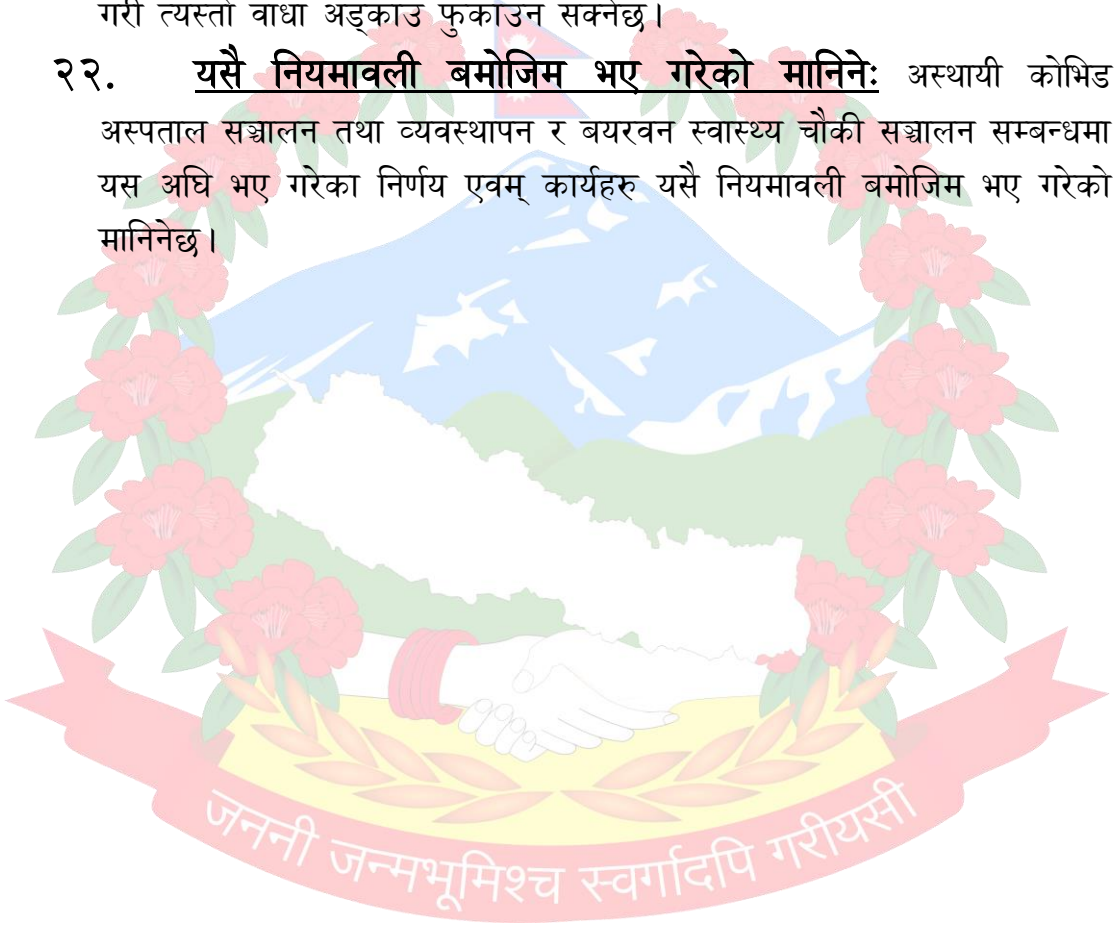 गरी त्यस्तो वाधा अड्काउ फुकाउन सक्नेछ।
२२. यसै नियमावली बमोजिम भए गरेको मानिनेः अस्थायी कोभिड
अस्पताल सञ्चालन तथा व्यवस्थापन र बयरवन स्वास्थ्य चौकी सञ्चालन सम्बन्धमा
यस अघि भए गरेका निर्णय एवम् कार्यहरु यसै नियमावली बमोजिम भए गरेको
मानिनेछ।
जननी जन्मभूमिश्च स्वर्गादपि गरीयसी